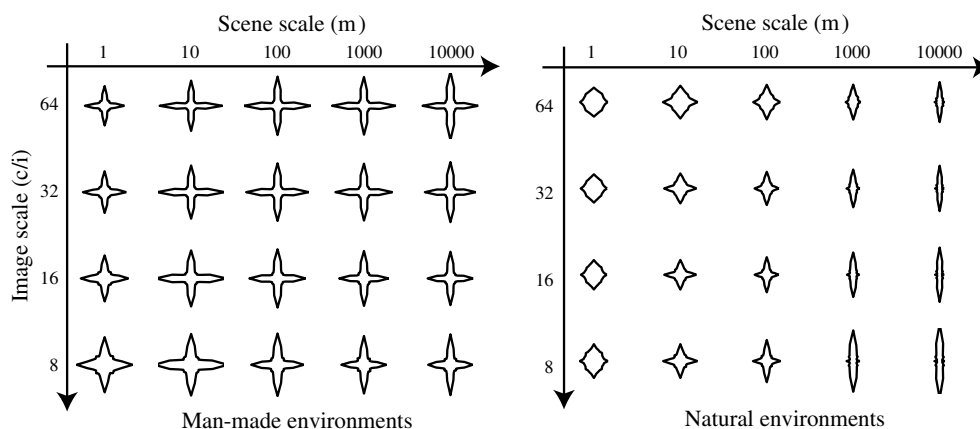 Scene scale (m)
1 10 100 1000 10000
Image scale (c/i)
64
32
16
8
Man-made environments
Scene scale (m)
1 10 100 1000 10000
64
32
16
8
Natural environments